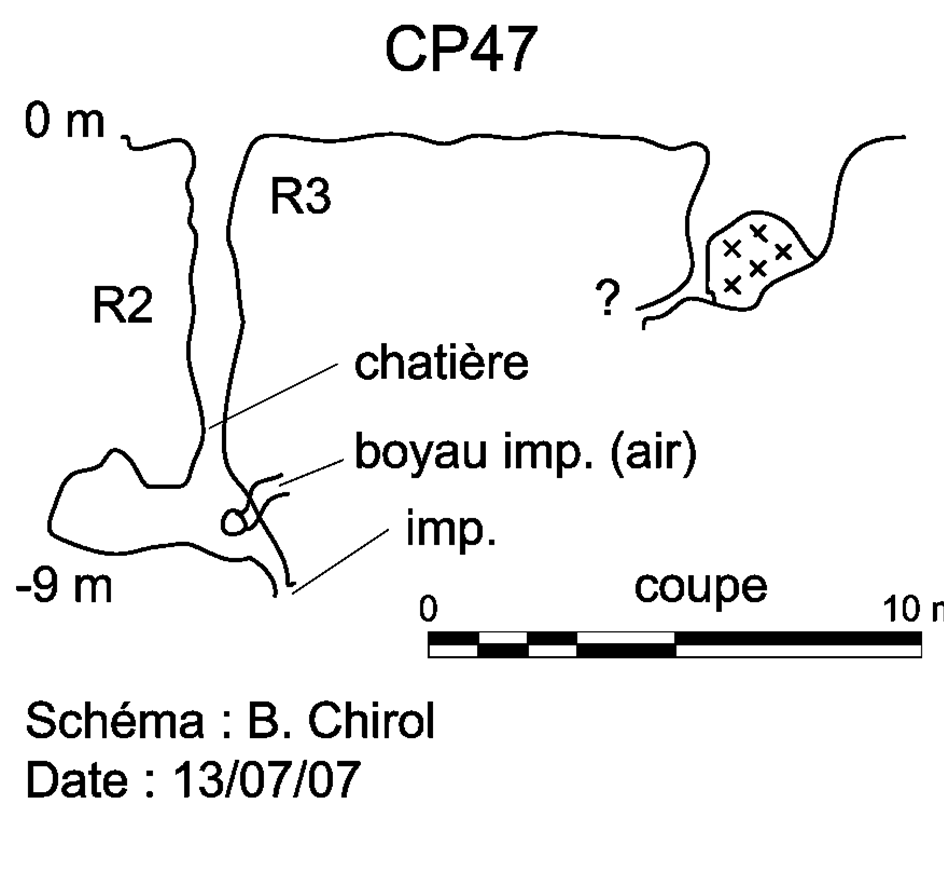 CP47
0 m
R3
R2
?
chatière
boyau imp. (air)
imp.
-9 m
coupe
0 10 m
Schéma : B. Chirol
Date : 13/07/07